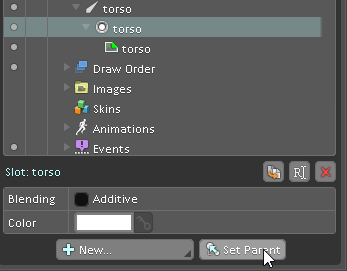 torso
torso
torso
Draw Order
Images
Skins
Animations
Events
Slot: torso
Blending Additive
Color
New... Set Parent